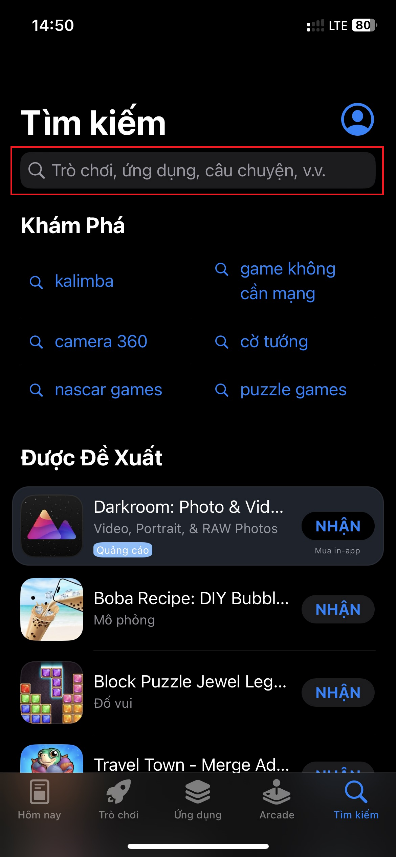 14:50
LTE 80
Tìm kiếm
Trò chơi, ứng dụng, câu chuyện, v.v.
Khám Phá
kalimba
game không
cần mạng
camera 360
cờ tướng
nascar games
puzzle games
Được Đề Xuất
Darkroom: Photo & Vid...
Video, Portrait, & RAW Photos
Quảng cáo
NHẬN
Mua in-app
Boba Recipe: DIY Bubbl...
Mô phỏng
NHẬN
Block Puzzle Jewel Leg...
Đố vui
NHẬN
Travel Town - Merge Ad...
NHẬN
Hôm nay
Trò chơi
Ứng dụng
Arcade
Tìm kiếm